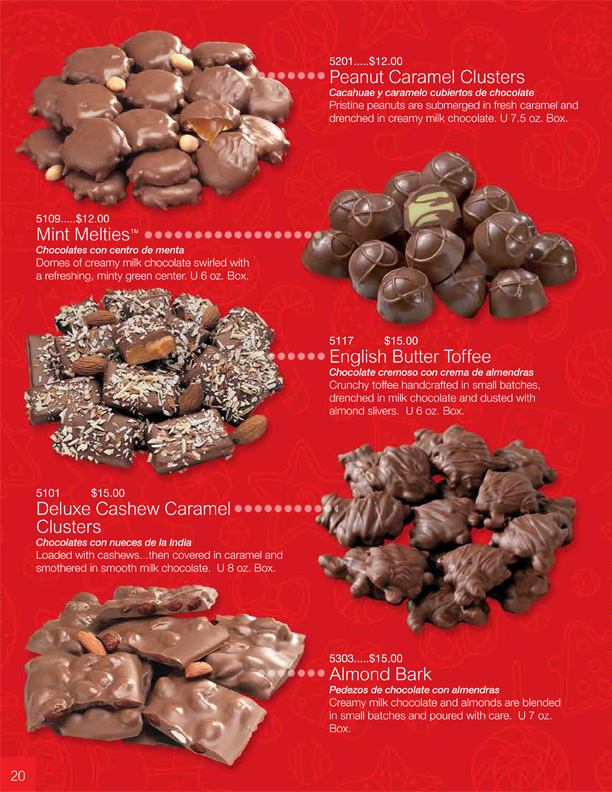 5201.....$12.00
Peanut Caramel Clusters
Cacahuae y caramelo cubiertos de chocolate
Pristine peanuts are submerged in fresh caramel and
drenched in creamy milk chocolate. U 7.5 oz. Box.
5109.....$12.00
Mint Melties™
Chocolates con centro de menta
Domes of creamy milk chocolate swirled with
a refreshing, minty green center. U 6 oz. Box.
5117 $15.00
English Butter Toffee
Chocolate cremoso con crema de almendras
Crunchy toffee handcrafted in small batches,
drenched in milk chocolate and dusted with
almond slivers. U 6 oz. Box.
5101 $15.00
Deluxe Cashew Caramel
Clusters
Chocolates con nueces de la India
Loaded with cashews...then covered in caramel and
smothered in smooth milk chocolate. U 8 oz. Box.
5303.....$15.00
Almond Bark
Pedezos de chocolate con almendras
Creamy milk chocolate and almonds are blended
in small batches and poured with care. U 7 oz.
Box.
20